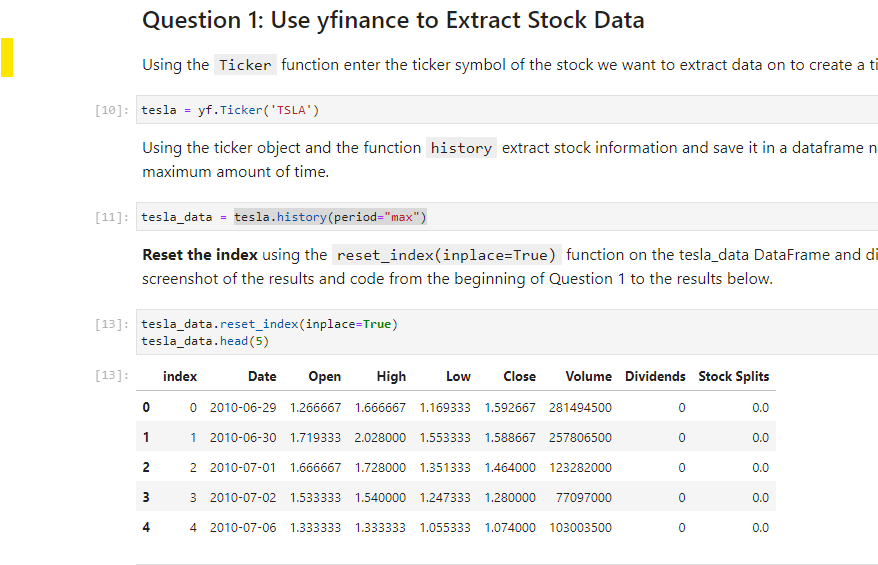 Question 1: Use yfinance to Extract Stock Data
Using the Ticker function enter the ticker symbol of the stock we want to extract data on to create a ti
[10]: tesla = yf.Ticker('TSLA')
Using the ticker object and the function history extract stock information and save it in a dataframe n
maximum amount of time.
[11]: tesla_data = tesla.history(period="max")
Reset the index using the reset_index(inplace=True) function on the tesla_data DataFrame and di
screenshot of the results and code from the beginning of Question 1 to the results below.
[13]: tesla_data.reset_index(inplace=True)
tesla_data.head(5)
[13]: index Date Open High Low Close Volume Dividends Stock Splits
0 0 2010-06-29 1.266667 1.666667 1.169333 1.592667 281494500 0 0.0
1 1 2010-06-30 1.719333 2.028000 1.553333 1.588667 257806500 0 0.0
2 2 2010-07-01 1.666667 1.728000 1.351333 1.464000 123282000 0 0.0
3 3 2010-07-02 1.533333 1.540000 1.247333 1.280000 77097000 0 0.0
4 4 2010-07-06 1.333333 1.333333 1.055333 1.074000 103003500 0 0.0